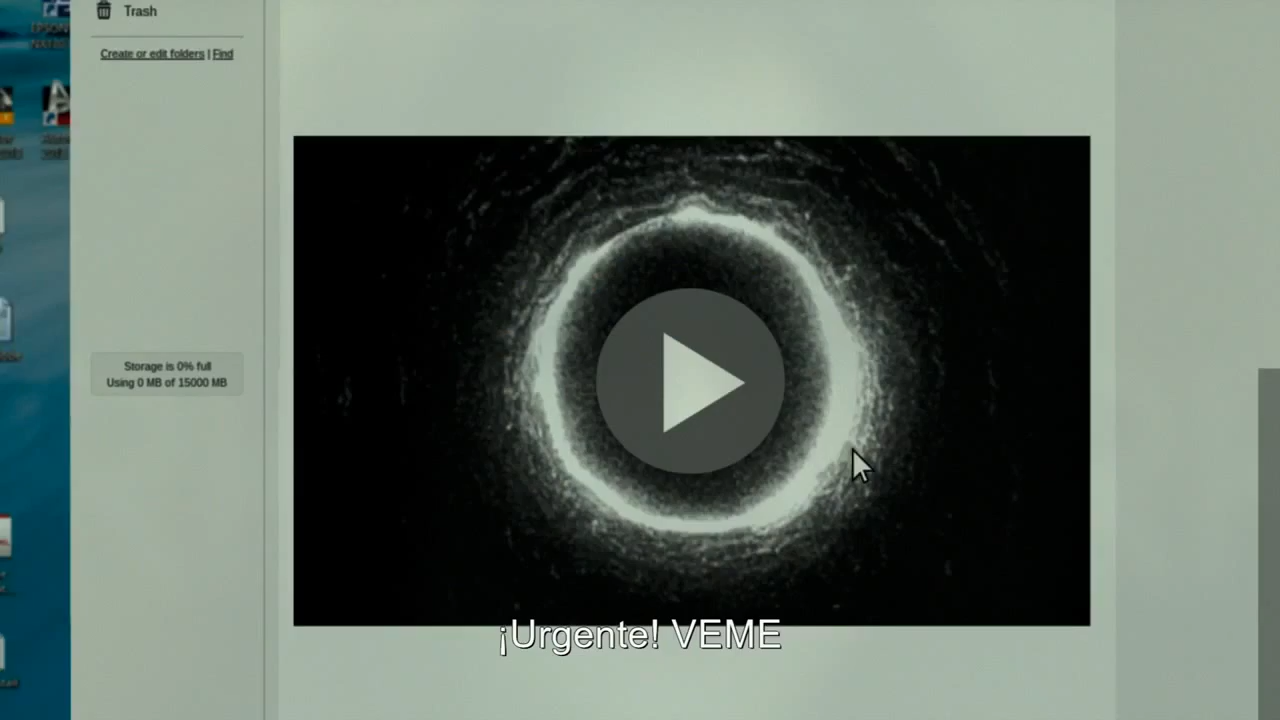 Trash
Create or edit folders | Find
Storage is 0% full
Using 0 MB of 15000 MB
¡Urgente! VEME